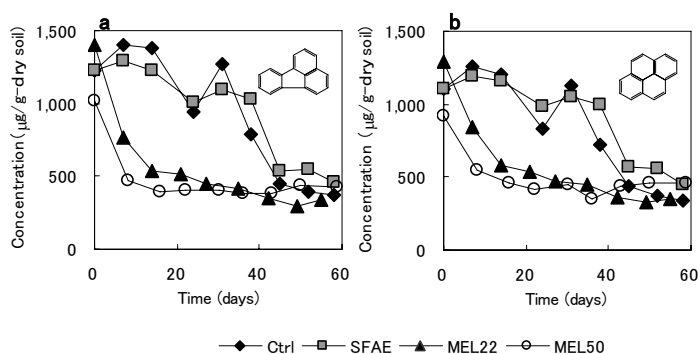 a
Concentration (μg/g-dry soil)
1,500
1,000
500
0
0 20 40 60
Time (days)
b
Concentration (μg/g-dry soil)
1,500
1,000
500
0
0 20 40 60
Time (days)
Ctrl SFAE MEL22 MEL50